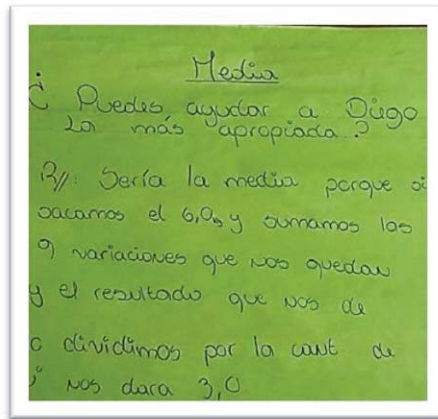 Media
¿ Puedes ayudar a Diego
La más apropiada ?
R//: Sería la media porque si
sacamos el 6,0, y sumamos las
9) variaciones que nos quedan
y el resultado que nos de
dividimos por la cant de
nos dara 3,0